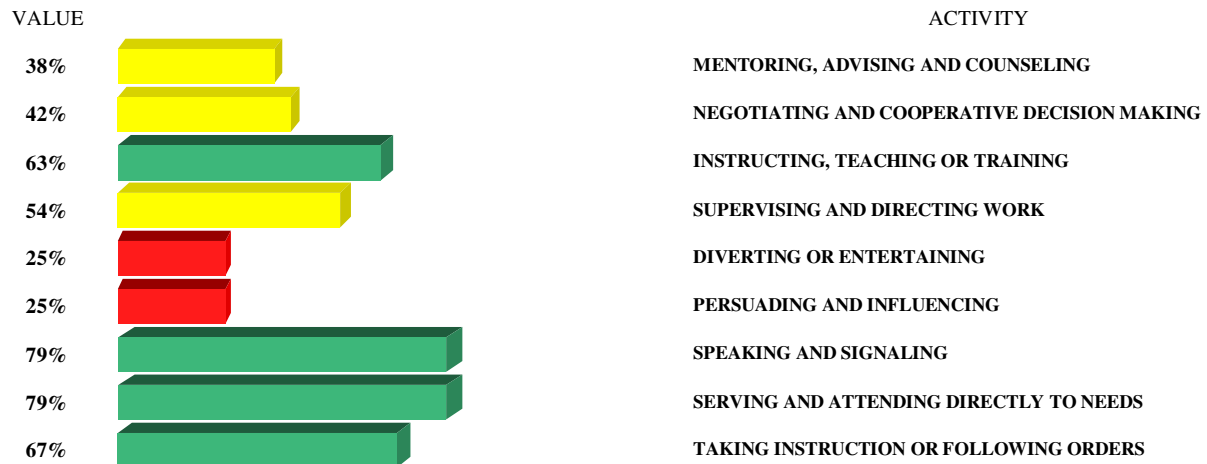 VALUE ACTIVITY
38% MENTORING, ADVISING AND COUNSELING
42% NEGOTIATING AND COOPERATIVE DECISION MAKING
63% INSTRUCTING, TEACHING OR TRAINING
54% SUPERVISING AND DIRECTING WORK
25% DIVERTING OR ENTERTAINING
25% PERSUADING AND INFLUENCING
79% SPEAKING AND SIGNALING
79% SERVING AND ATTENDING DIRECTLY TO NEEDS
67% TAKING INSTRUCTION OR FOLLOWING ORDERS